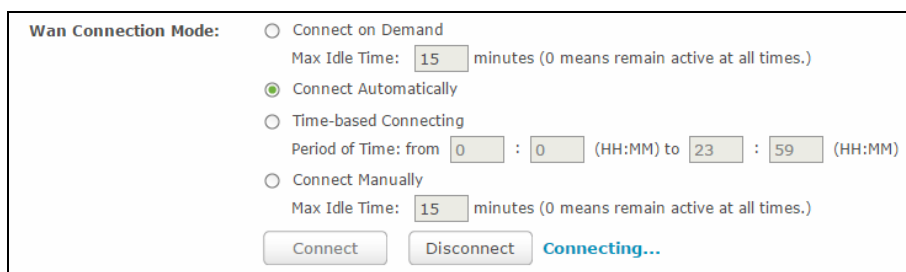 Wan Connection Mode: Connect on Demand
Max Idle Time: 15 minutes (0 means remain active at all times.)
Connect Automatically
Time-based Connecting
Period of Time: from 0 : 0 (HH:MM) to 23 : 59 (HH:MM)
Connect Manually
Max Idle Time: 15 minutes (0 means remain active at all times.)
Connect Disconnect Connecting...